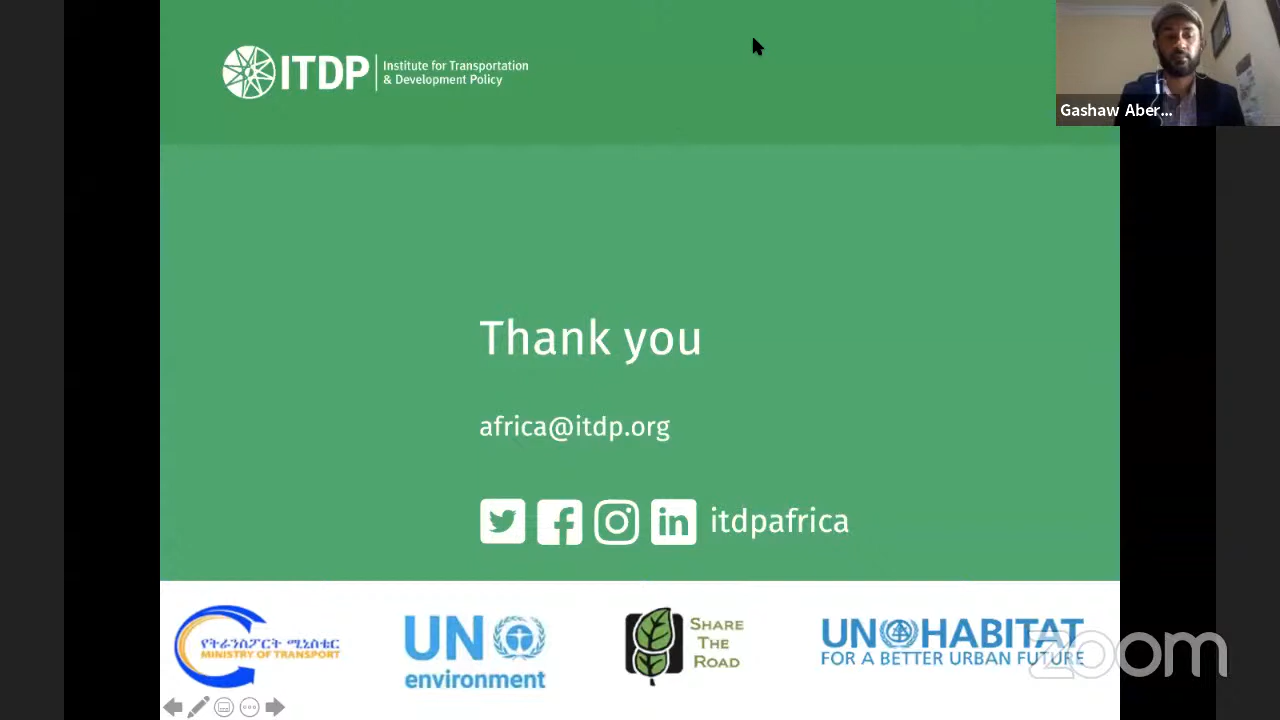 ITDP
Institute for Transportation
& Development Policy
Gashaw Aber...
Thank you
africa@itdp.org
itdpafrica
የትራንስፖርት ሚኒስቴር
MINISTRY OF TRANSPORT
UN
environment
SHARE
THE
ROAD
UN HABITAT
FOR A BETTER URBAN FUTURE
zoom